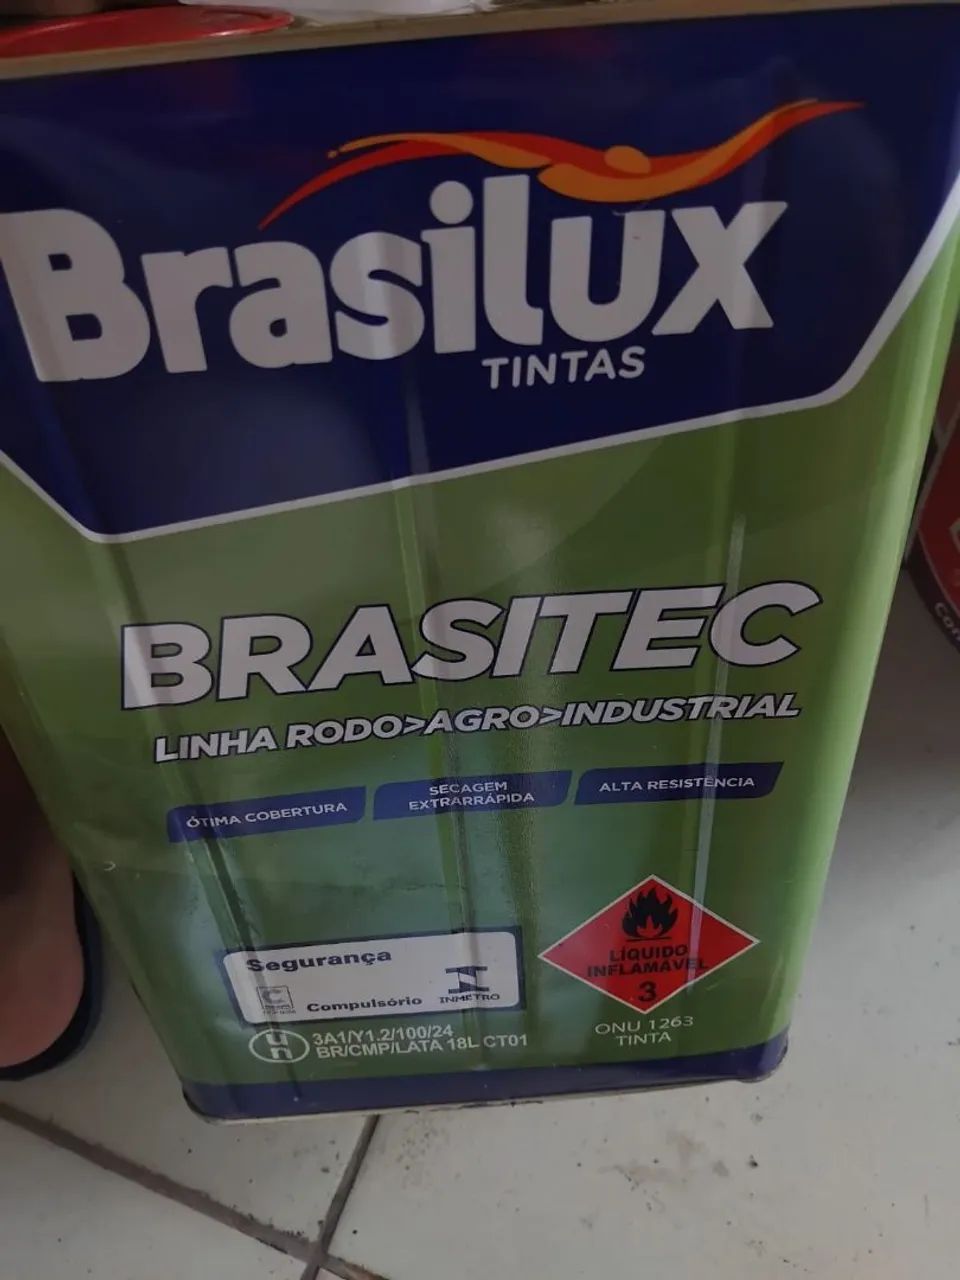 Brasilux
TINTAS
BRASITEC
LINHA RODO>AGRO>INDUSTRIAL
ÓTIMA COBERTURA
SECAGEM
EXTRARRÁPIDA
ALTA RESISTÊNCIA
Segurança
Compulsório
INMETRO
LÍQUIDO
INFLAMÁVEL
3
un
3A1/Y1.2/100/24
BR/CMP/LATA 18L CT01
ONU 1263
TINTA